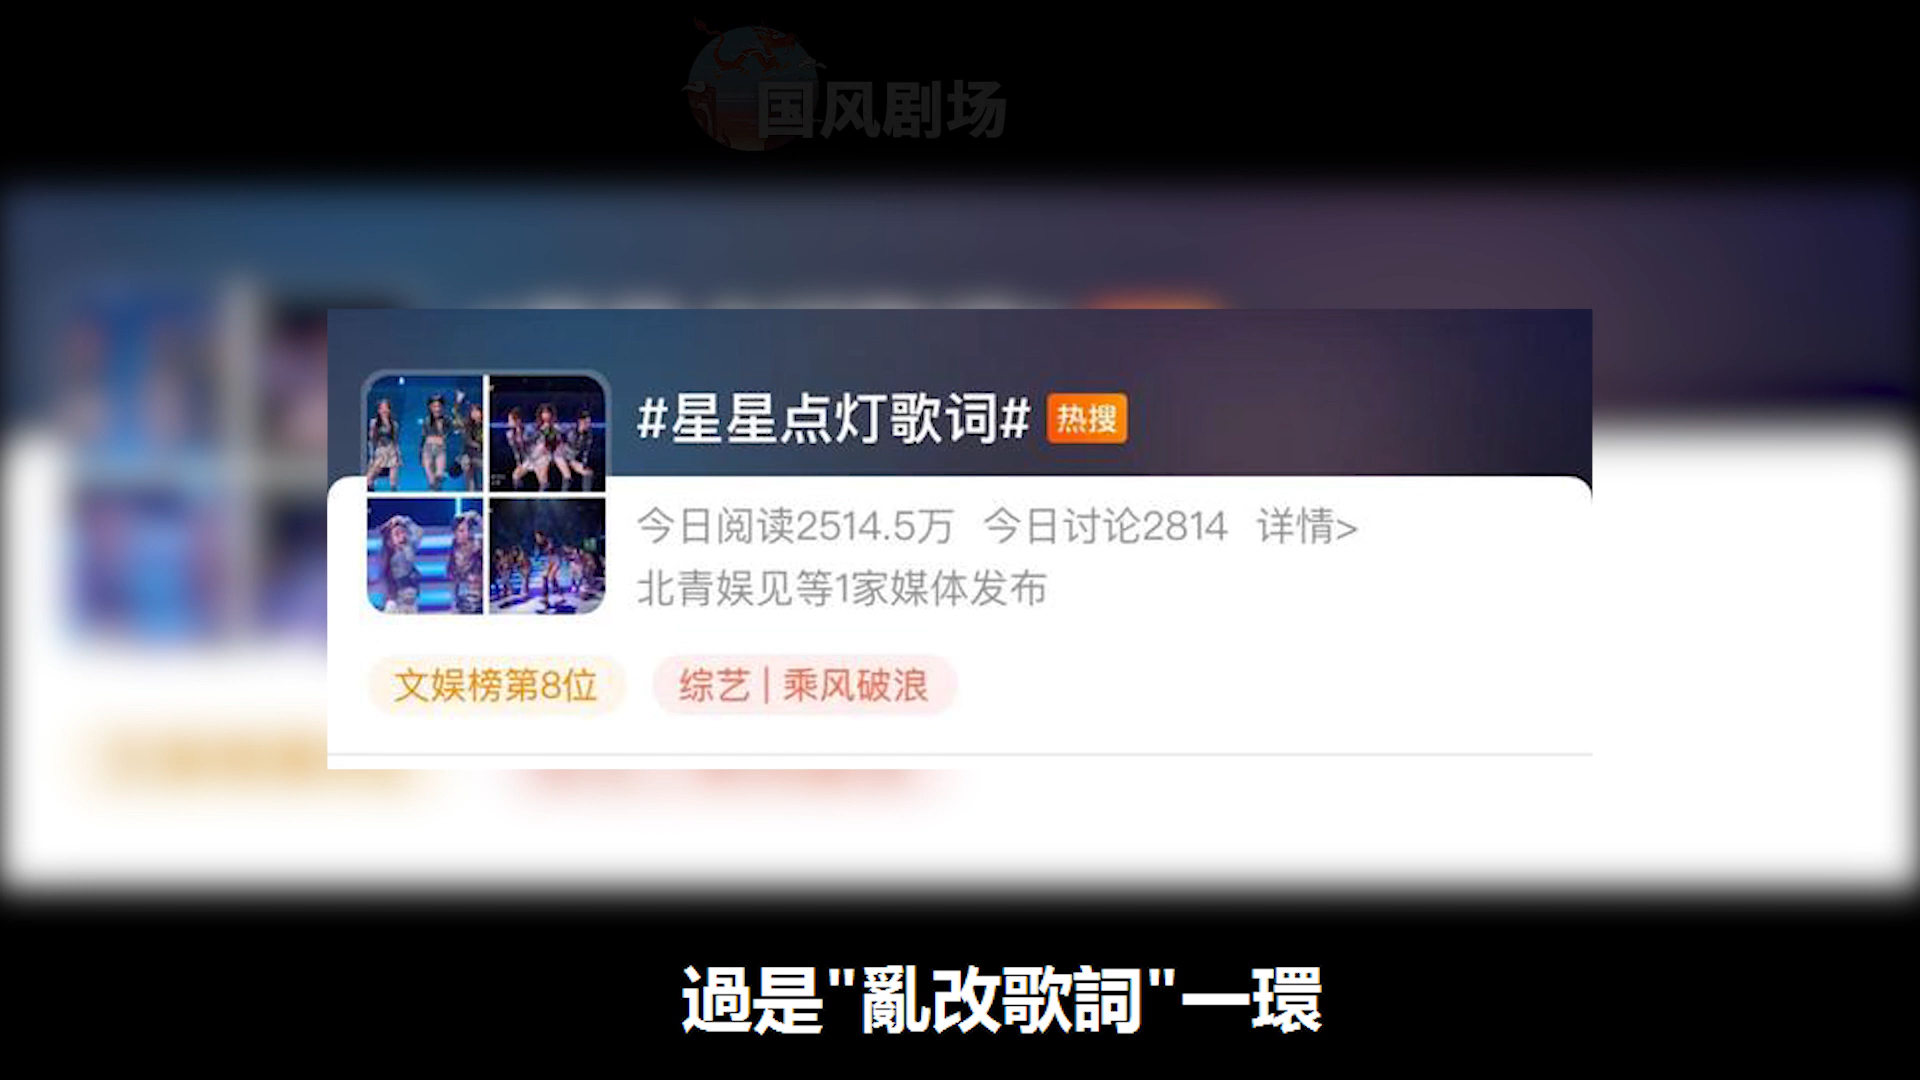 国风剧场
#星星点灯歌词# 热搜
今日阅读2514.5万 今日讨论2814 详情>
北青娱见等1家媒体发布
文娱榜第8位 综艺 | 乘风破浪
過是"亂改歌詞"一環